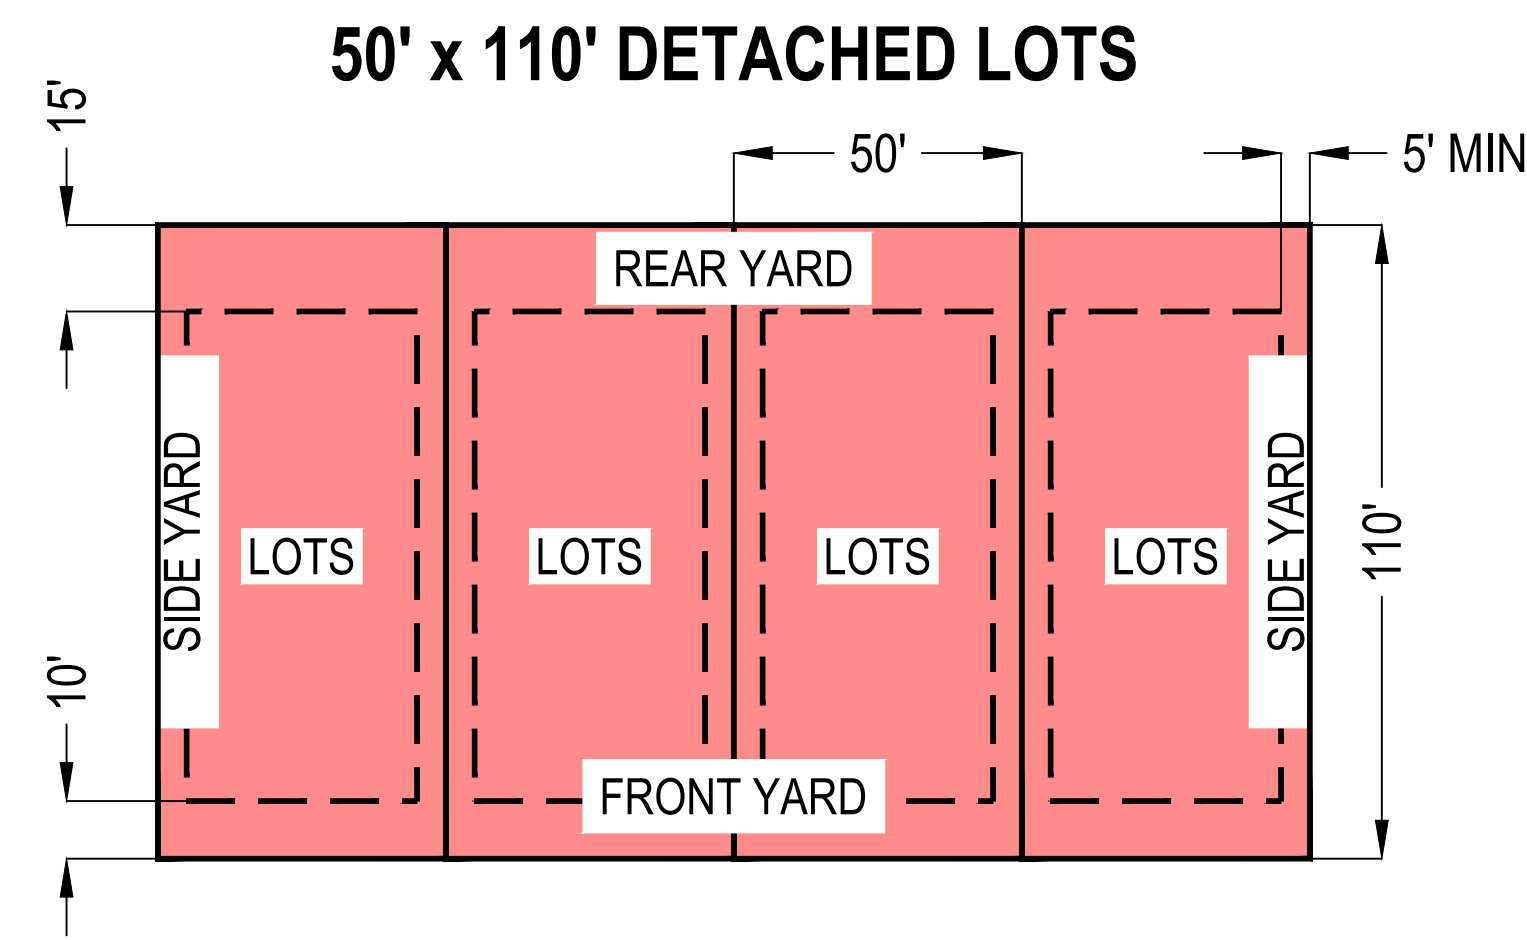 50' x 110' DETACHED LOTS
15'
50'
5' MIN
REAR YARD
SIDE YARD
LOTS
LOTS
LOTS
LOTS
SIDE YARD
110'
10'
FRONT YARD